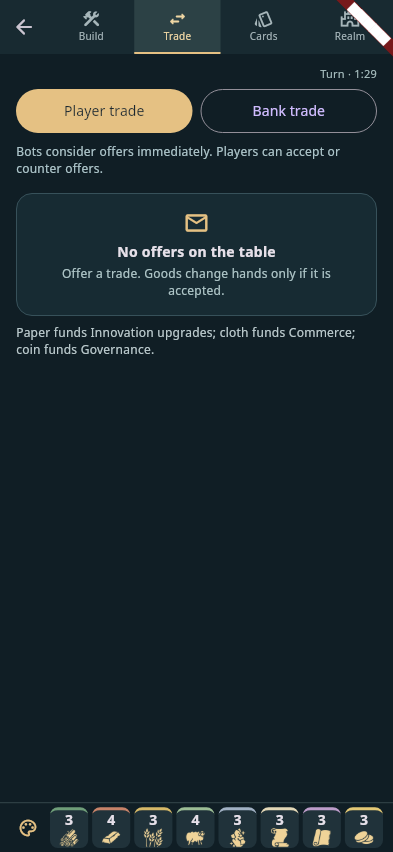 Build
Trade
Cards
Realm
Turn · 1:29
Player trade
Bank trade
Bots consider offers immediately. Players can accept or
counter offers.
No offers on the table
Offer a trade. Goods change hands only if it is
accepted.
Paper funds Innovation upgrades; cloth funds Commerce;
coin funds Governance.
3
4
3
4
3
3
3
3